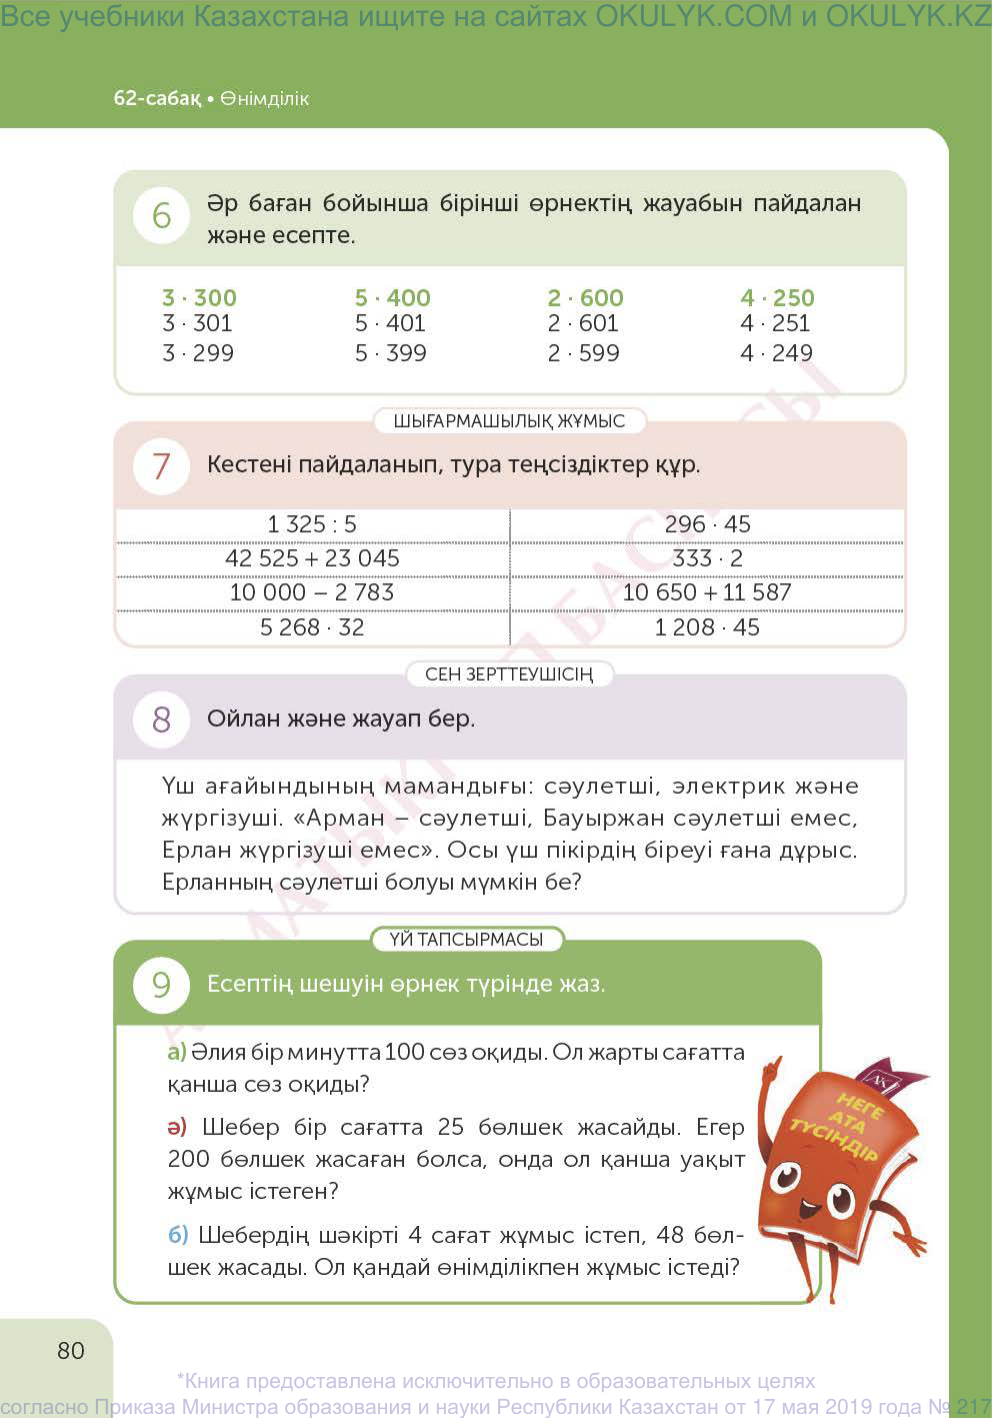 Все учебники Казахстана ищите на сайтах OKULYK.COM и OKULYK.KZ
62-сабақ • Өнімділік
6
Әр баған бойынша бірінші өрнектің жауабын пайдалан
және есепте.
3 · 300 5 · 400 2 · 600 4 · 250
3 · 301 5 · 401 2 · 601 4 · 251
3 · 299 5 · 399 2 · 599 4 · 249
ШЫҒАРМАШЫЛЫҚ ЖҰМЫС
7
Кестені пайдаланып, тура теңсіздіктер құр.
1 325 : 5 296 · 45
42 525 + 23 045 333 · 2
10 000 – 2 783 10 650 + 11 587
5 268 · 32 1 208 · 45
СЕН ЗЕРТТЕУШІСІҢ
8
Ойлан және жауап бер.
Үш ағайындының мамандығы: сәулетші, электрик және
жүргізуші. «Арман – сәулетші, Бауыржан сәулетші емес,
Ерлан жүргізуші емес». Осы үш пікірдің біреуі ғана дұрыс.
Ерланның сәулетші болуы мүмкін бе?
ҮЙ ТАПСЫРМАСЫ
9
Есептің шешуін өрнек түрінде жаз.
а) Әлия бір минутта 100 сөз оқиды. Ол жарты сағатта
қанша сөз оқиды?
ә) Шебер бір сағатта 25 бөлшек жасайды. Егер
200 бөлшек жасаған болса, онда ол қанша уақыт
жұмыс істеген?
б) Шебердің шәкірті 4 сағат жұмыс істеп, 48 бөл-
шек жасады. Ол қандай өнімділікпен жұмыс істеді?
АК
НЕГЕ
АТА
ТҮСІНДІР
80
*Книга предоставлена исключительно в образовательных целях
согласно Приказа Министра образования и науки Республики Казахстан от 17 мая 2019 года № 217